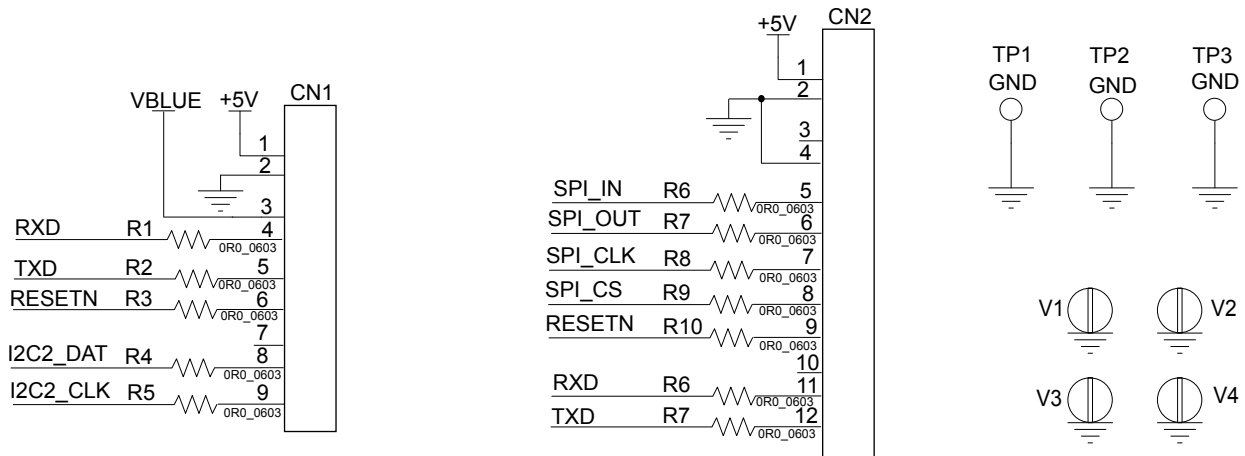 VBLUE +5V CN1
1
2
3
RXD R1 0R0_0603 4
TXD R2 0R0_0603 5
RESETN R3 0R0_0603 6
7
I2C2_DAT R4 0R0_0603 8
I2C2_CLK R5 0R0_0603 9
+5V CN2
1
2
3
4
SPI_IN R6 0R0_0603 5
SPI_OUT R7 0R0_0603 6
SPI_CLK R8 0R0_0603 7
SPI_CS R9 0R0_0603 8
RESETN R10 0R0_0603 9
10
RXD R6 0R0_0603 11
TXD R7 0R0_0603 12
TP1 TP2 TP3
GND GND GND
V1 V2
V3 V4